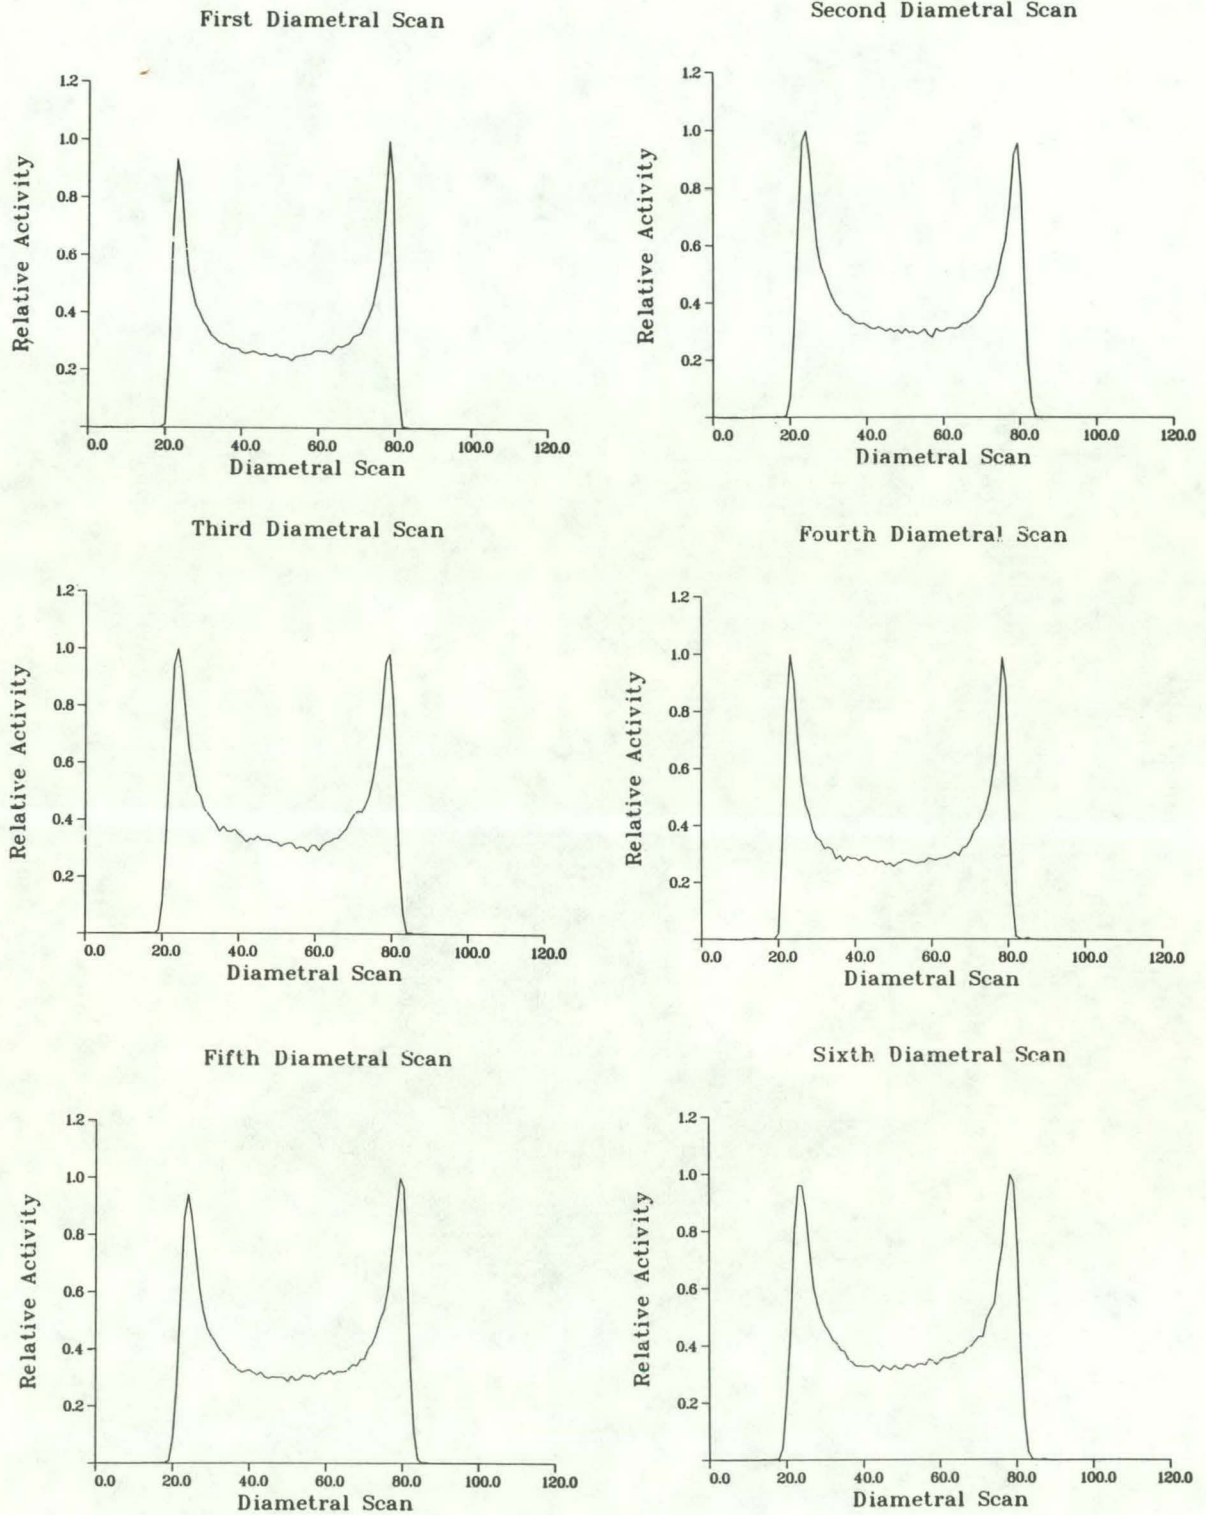 First Diametral Scan
Second Diametral Scan
1.2
1.0
0.8
0.6
0.4
0.2
Relative Activity
0.0 20.0 40.0 60.0 80.0 100.0 120.0
Diametral Scan
1.2
1.0
0.8
0.6
0.4
0.2
Relative Activity
0.0 20.0 40.0 60.0 80.0 100.0 120.0
Diametral Scan
Third Diametral Scan
Fourth Diametral Scan
1.2
1.0
0.8
0.6
0.4
0.2
Relative Activity
0.0 20.0 40.0 60.0 80.0 100.0 120.0
Diametral Scan
1.2
1.0
0.8
0.6
0.4
0.2
Relative Activity
0.0 20.0 40.0 60.0 80.0 100.0 120.0
Diametral Scan
Fifth Diametral Scan
Sixth Diametral Scan
1.2
1.0
0.8
0.6
0.4
0.2
Relative Activity
0.0 20.0 40.0 60.0 80.0 100.0 120.0
Diametral Scan
1.2
1.0
0.8
0.6
0.4
0.2
Relative Activity
0.0 20.0 40.0 60.0 80.0 100.0 120.0
Diametral Scan